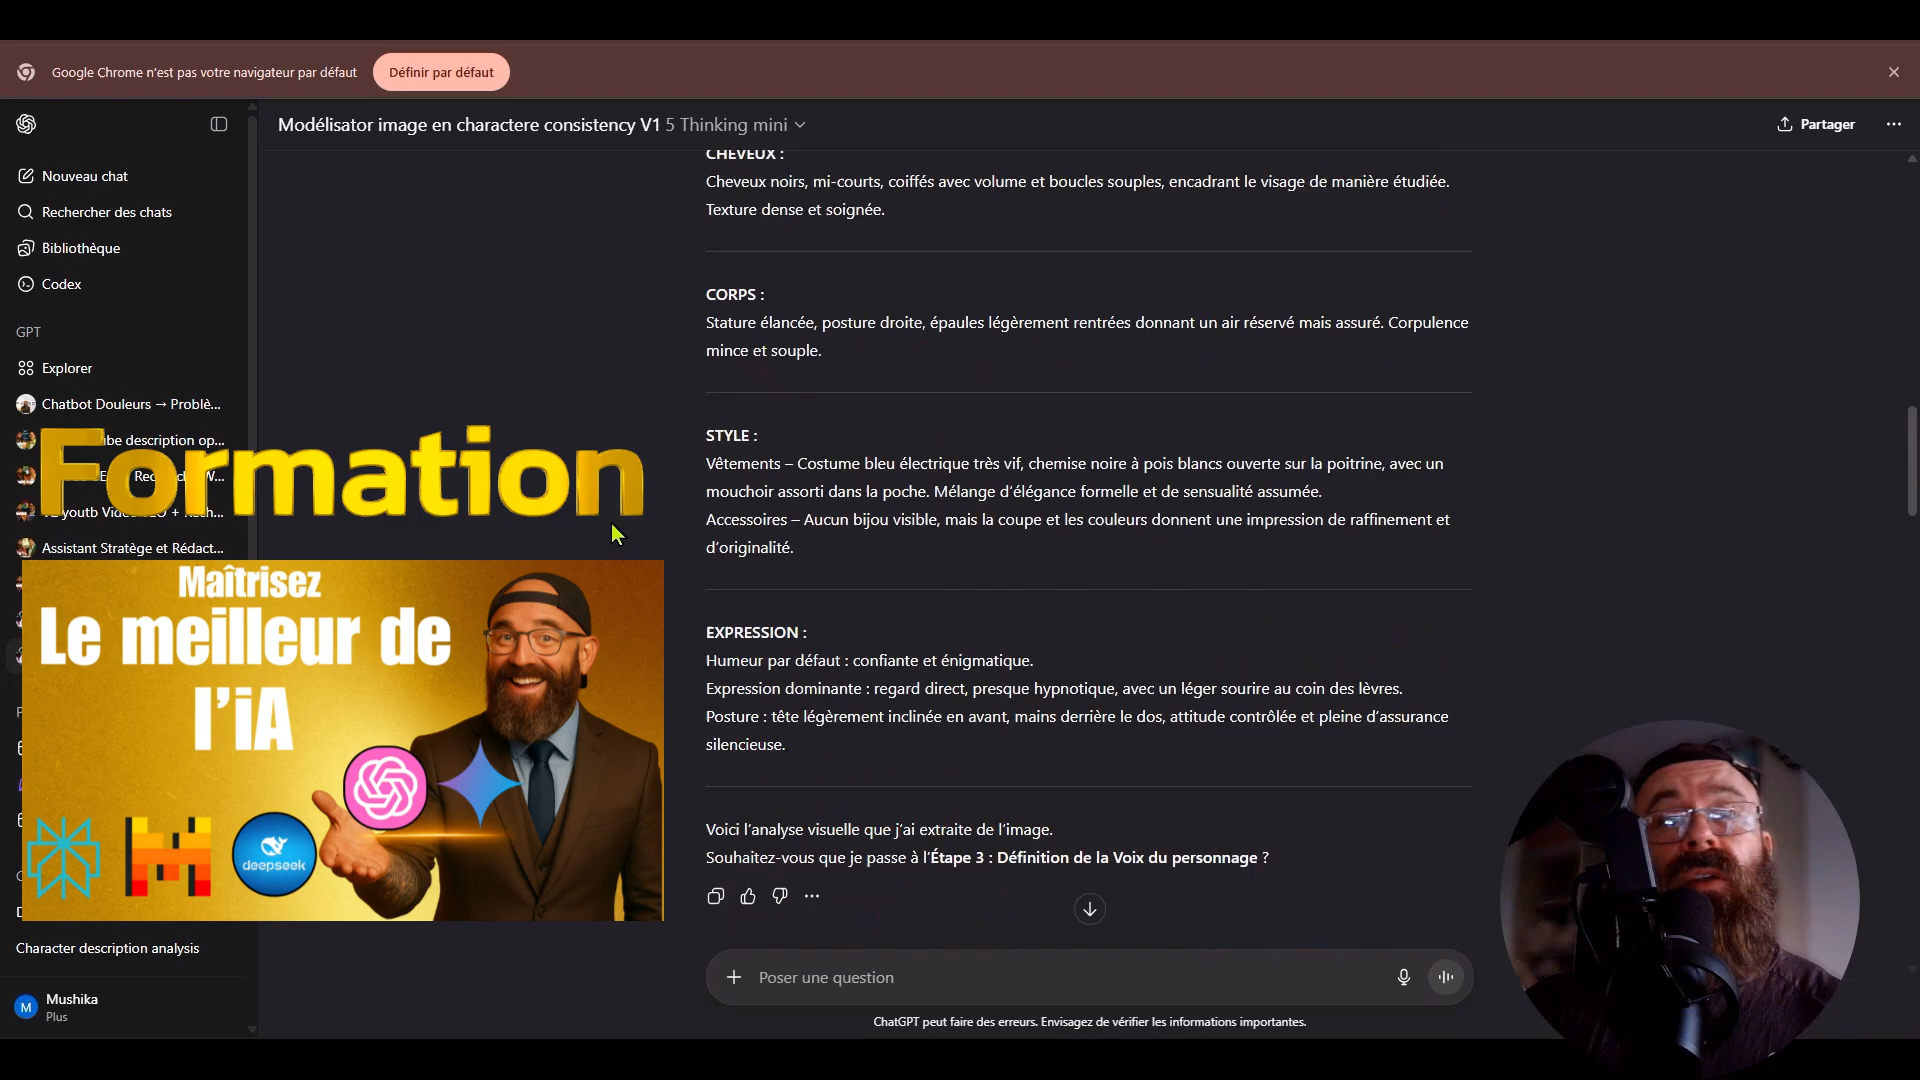 Google Chrome n'est pas votre navigateur par défaut
Définir par défaut
Modélisator image en charactere consistency V1 5 Thinking mini
Partager
Nouveau chat
Rechercher des chats
Bibliothèque
Codex
GPT
Explorer
Chatbot Douleurs → Problè...
be description op...
Formation
Assistant Stratège et Rédact...
Maîtrisez
Le meilleur de
l'iA
deepseek
Character description analysis
M
Mushika
Plus
CHEVEUX :
Cheveux noirs, mi-courts, coiffés avec volume et boucles souples, encadrant le visage de manière étudiée.
Texture dense et soignée.
CORPS :
Stature élancée, posture droite, épaules légèrement rentrées donnant un air réservé mais assuré. Corpulence
mince et souple.
STYLE :
Vêtements – Costume bleu électrique très vif, chemise noire à pois blancs ouverte sur la poitrine, avec un
mouchoir assorti dans la poche. Mélange d'élégance formelle et de sensualité assumée.
Accessoires – Aucun bijou visible, mais la coupe et les couleurs donnent une impression de raffinement et
d'originalité.
EXPRESSION :
Humeur par défaut : confiante et énigmatique.
Expression dominante : regard direct, presque hypnotique, avec un léger sourire au coin des lèvres.
Posture : tête légèrement inclinée en avant, mains derrière le dos, attitude contrôlée et pleine d'assurance
silencieuse.
Voici l'analyse visuelle que j'ai extraite de l'image.
Souhaitez-vous que je passe à l'Étape 3 : Définition de la Voix du personnage ?
Poser une question
ChatGPT peut faire des erreurs. Envisagez de vérifier les informations importantes.